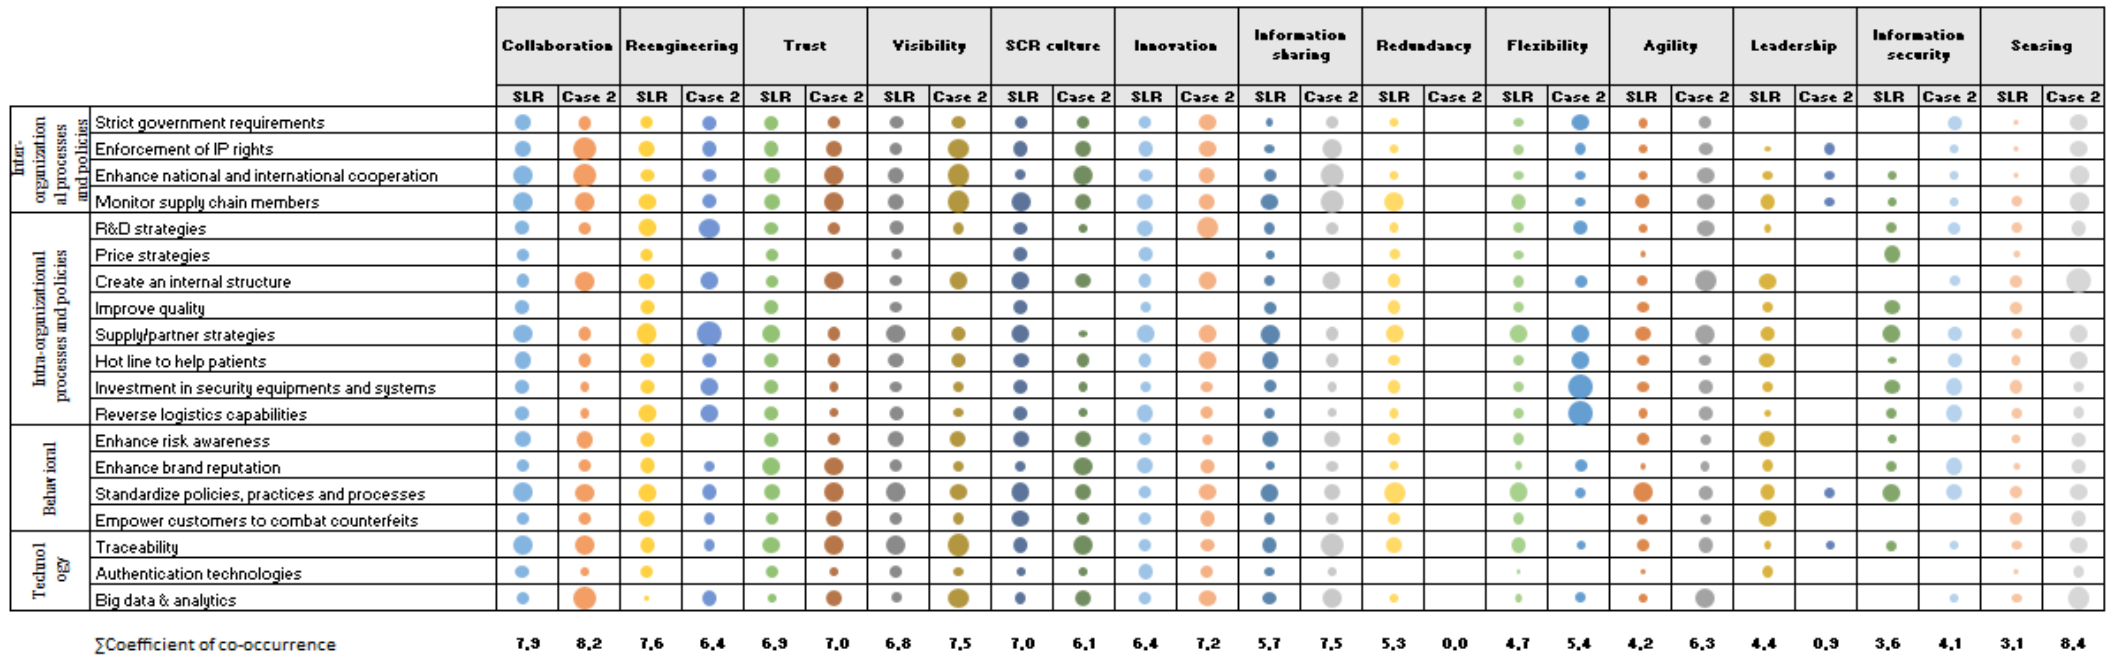 Collaboration Reengineering Trust Visibility SCR culture Innovation Information sharing Redundancy Flexibility Agility Leadership Information security Sensing
SLR Case 2 SLR Case 2 SLR Case 2 SLR Case 2 SLR Case 2 SLR Case 2 SLR Case 2 SLR Case 2 SLR Case 2 SLR Case 2 SLR Case 2 SLR Case 2 SLR Case 2
Inter-
organization
al processes
and policies
Strict government requirements
Enforcement of IP rights
Enhance national and international cooperation
Monitor supply chain members
Intra-organizational
processes and policies
R&D strategies
Price strategies
Create an internal structure
Improve quality
Supply/partner strategies
Hot line to help patients
Investment in security equipments and systems
Reverse logistics capabilities
Behavioral
Enhance risk awareness
Enhance brand reputation
Standardize policies, practices and processes
Empower customers to combat counterfeits
Technol
ogy
Traceability
Authentication technologies
Big data & analytics
∑Coefficient of co-occurrence 7,9 8,2 7,6 6,4 6,9 7,0 6,8 7,5 7,0 6,1 6,4 7,2 5,7 7,5 5,3 0,0 4,7 5,4 4,2 6,3 4,4 0,9 3,6 4,1 3,1 8,4